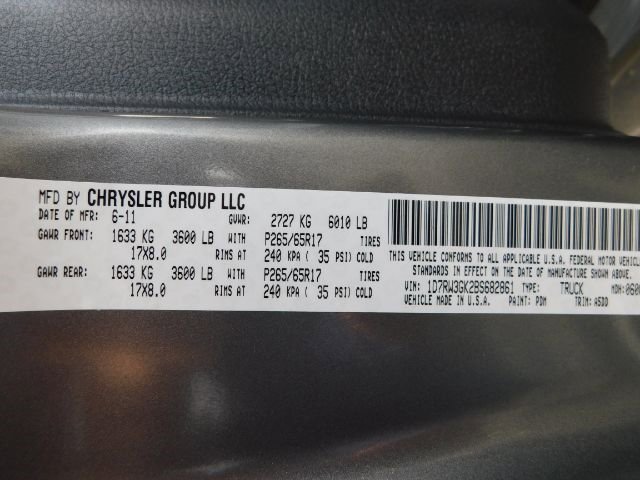 MFD BY CHRYSLER GROUP LLC
DATE OF MFR: 6-11 GVWR: 2727 KG 6010 LB
GAWR FRONT: 1633 KG 3600 LB WITH P265/65R17 TIRES
17X8.0 RIMS AT 240 KPA ( 35 PSI) COLD
GAWR REAR: 1633 KG 3600 LB WITH P265/65R17 TIRES
17X8.0 RIMS AT 240 KPA ( 35 PSI) COLD
THIS VEHICLE CONFORMS TO ALL APPLICABLE U.S.A. FEDERAL MOTOR VEHICL
STANDARDS IN EFFECT ON THE DATE OF MANUFACTURE SHOWN ABOVE.
VIN: 1D7RW3GK2BS682861 TYPE: TRUCK MDH: 060
VEHICLE MADE IN U.S.A. PAINT: PDM TRIM: A5DD